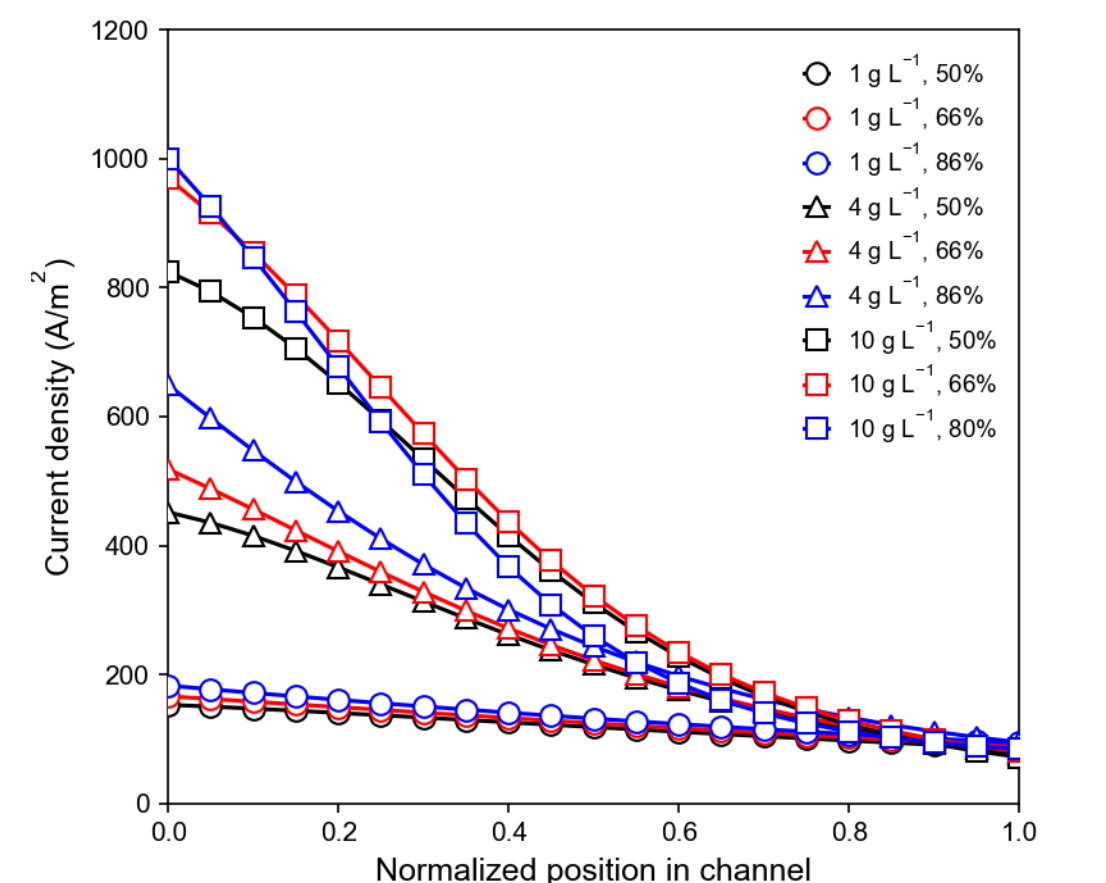 1200
1000
800
600
400
200
0
Current density (A/m²)
0.0 0.2 0.4 0.6 0.8 1.0
Normalized position in channel
1 g L⁻¹, 50%
1 g L⁻¹, 66%
1 g L⁻¹, 86%
4 g L⁻¹, 50%
4 g L⁻¹, 66%
4 g L⁻¹, 86%
10 g L⁻¹, 50%
10 g L⁻¹, 66%
10 g L⁻¹, 80%